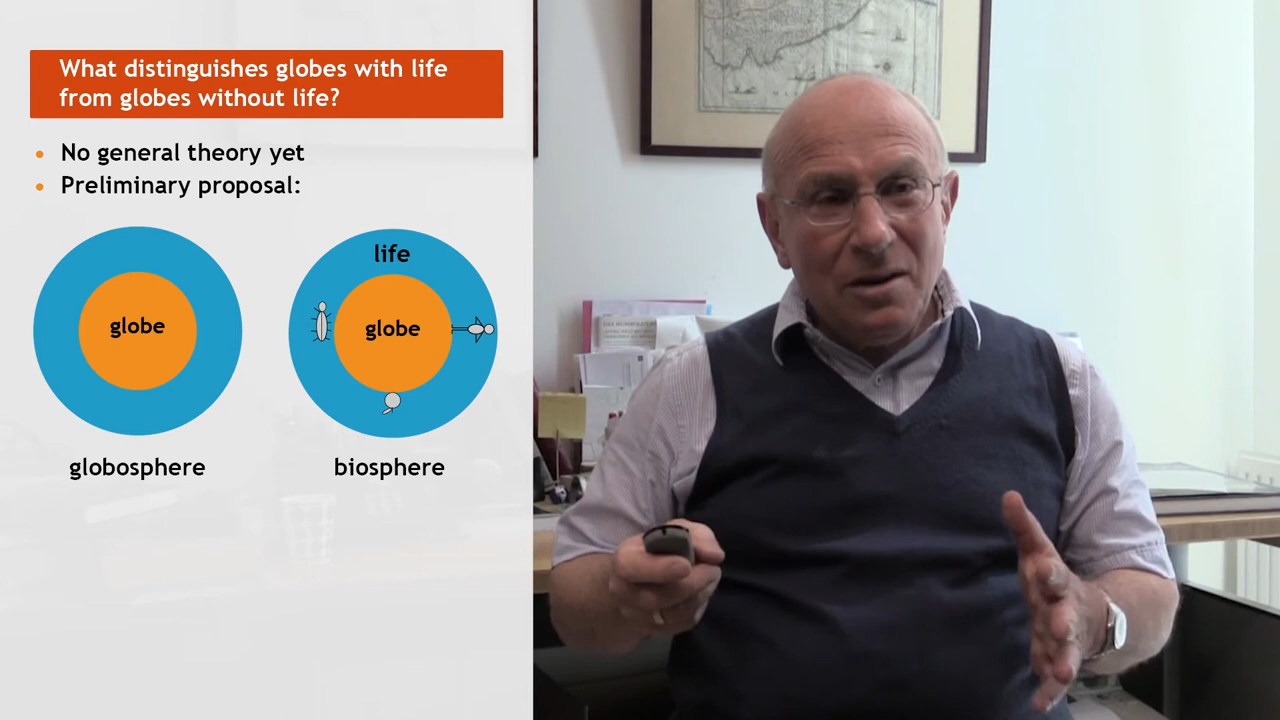 What distinguishes globes with life
from globes without life?
• No general theory yet
• Preliminary proposal:
globe
globosphere
life
globe
biosphere